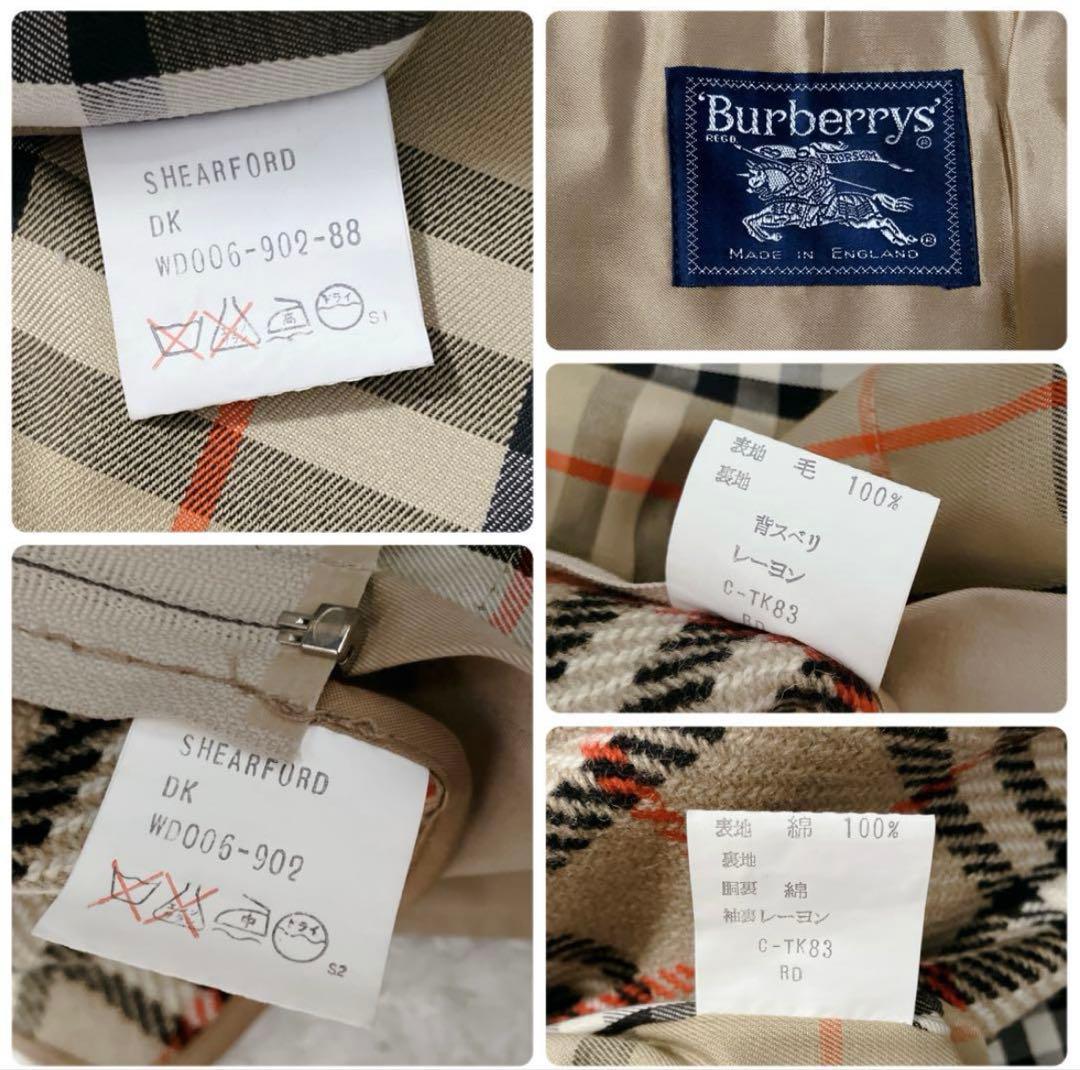 SHEARFORD
DK
WD006-902-88
高
ドライ
S1
'Burberrys'
REGD.
PRORSUM
®
®
MADE IN ENGLAND
表地 毛 100%
裏地
背スベリ
レーヨン
C-TK83
RD
SHEARFORD
DK
WD006-902
中
ドライ
S2
表地 綿 100%
裏地
胴裏 綿
袖裏 レーヨン
C-TK83
RD